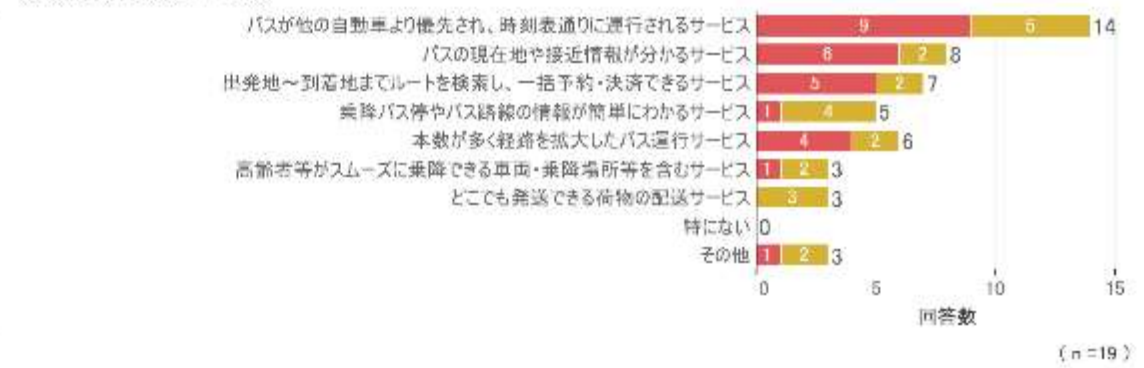 バスが他の自動車より優先され、時刻表通りに運行されるサービス 9 5 14
バスの現在地や接近情報が分かるサービス 6 2 8
出発地～到着地までルートを検索し、一括予約・決済できるサービス 5 2 7
乗降バス停やバス路線の情報が簡単にわかるサービス 1 4 5
本数が多く経路を拡大したバス運行サービス 4 2 6
高齢者等がスムーズに乗降できる車両・乗降場所等を含むサービス 1 2 3
どこでも発送できる荷物の配送サービス 3 3
特にない 0
その他 1 2 3
0 5 10 15
回答数
(n=19)